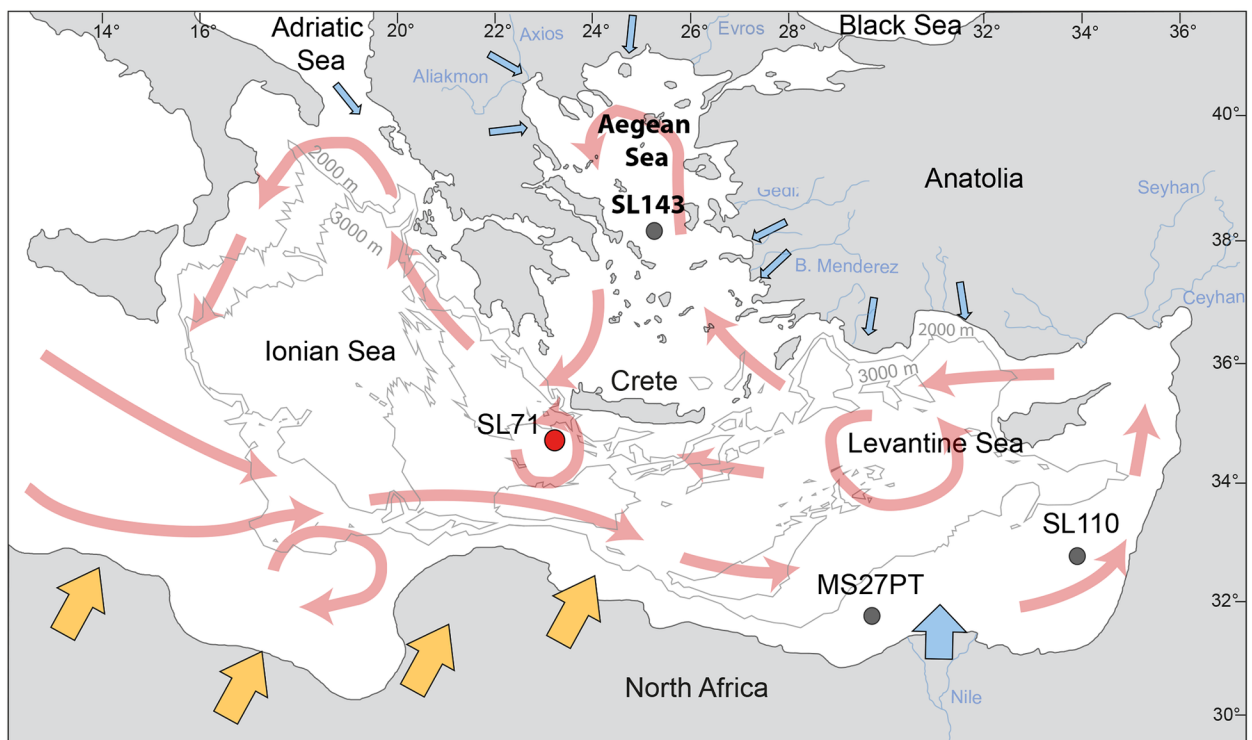 14°
16°
Adriatic
Sea
20°
22°
Axios
24°
26°
Evros
28°
Black Sea
32°
34°
36°
Aliakmon
40°
Aegean
Sea
2000 m
Anatolia
Seyhan
SL143
3000 m
38°
B. Menderez
Ceyhan
2000 m
Ionian Sea
36°
3000 m
Crete
SL71
Levantine Sea
34°
SL110
MS27PT
32°
North Africa
Nile
30°